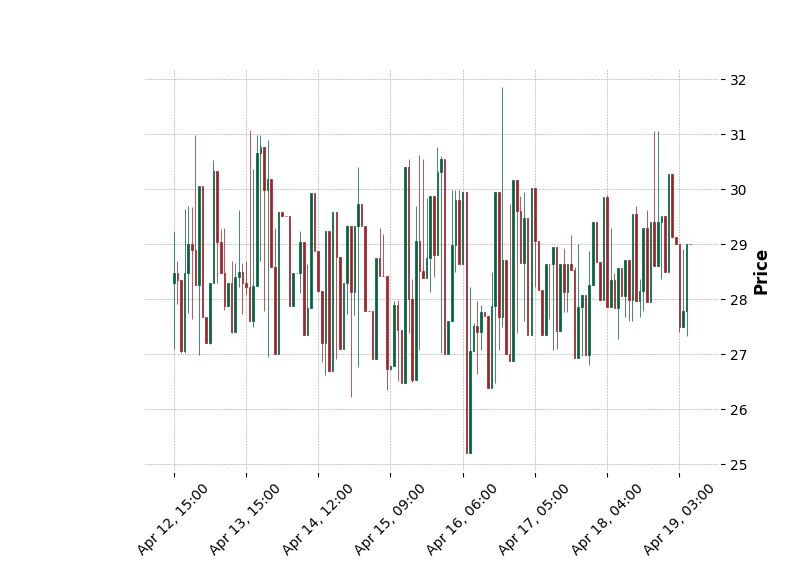 32
31
30
29
28
27
26
25
Price
Apr 12, 15:00
Apr 13, 15:00
Apr 14, 12:00
Apr 15, 09:00
Apr 16, 06:00
Apr 17, 05:00
Apr 18, 04:00
Apr 19, 03:00